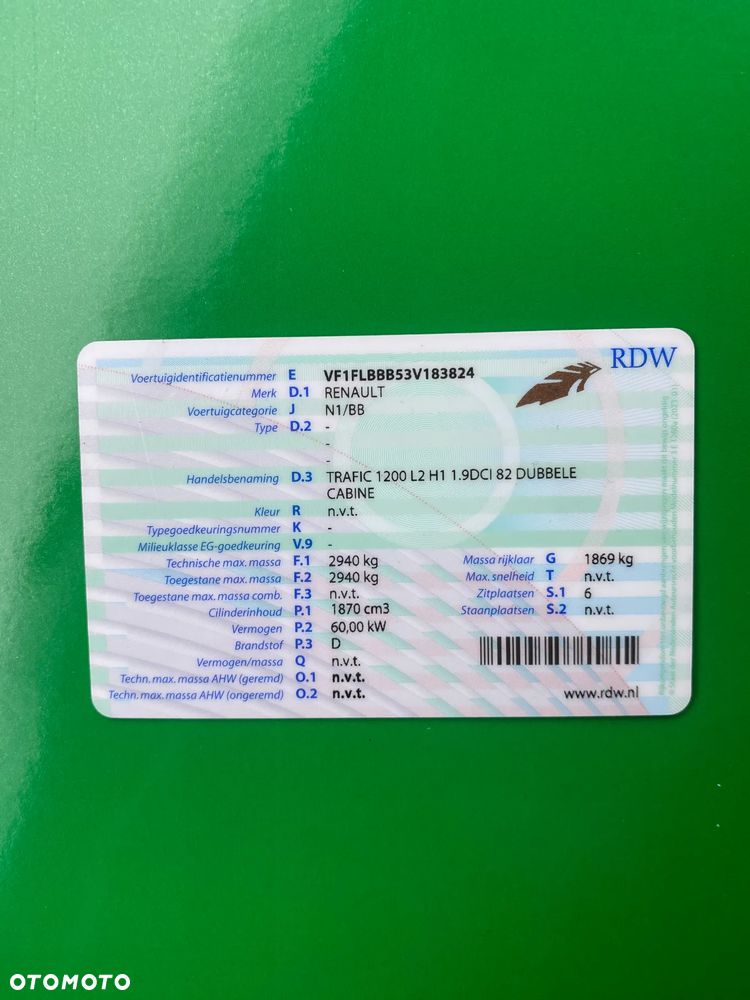 RDW
Voertuigidentificatienummer E VF1FLBBB53V183824
Merk D.1 RENAULT
Voertuigcategorie J N1/BB
Type D.2 -
-
-
Handelsbenaming D.3 TRAFIC 1200 L2 H1 1.9DCI 82 DUBBELE
CABINE
Kleur R n.v.t.
Typegoedkeuringsnummer K -
Milieuklasse EG-goedkeuring V.9 -
Technische max. massa F.1 2940 kg Massa rijklaar G 1869 kg
Toegestane max. massa F.2 2940 kg Max. snelheid T n.v.t.
Toegestane max. massa comb. F.3 n.v.t. Zitplaatsen S.1 6
Cilinderinhoud P.1 1870 cm3 Staanplaatsen S.2 n.v.t.
Vermogen P.2 60,00 kW
Brandstof P.3 D
Vermogen/massa Q n.v.t.
Techn. max. massa AHW (geremd) O.1 n.v.t.
Techn. max. massa AHW (ongeremd) O.2 n.v.t.
www.rdw.nl
OTOMOTO